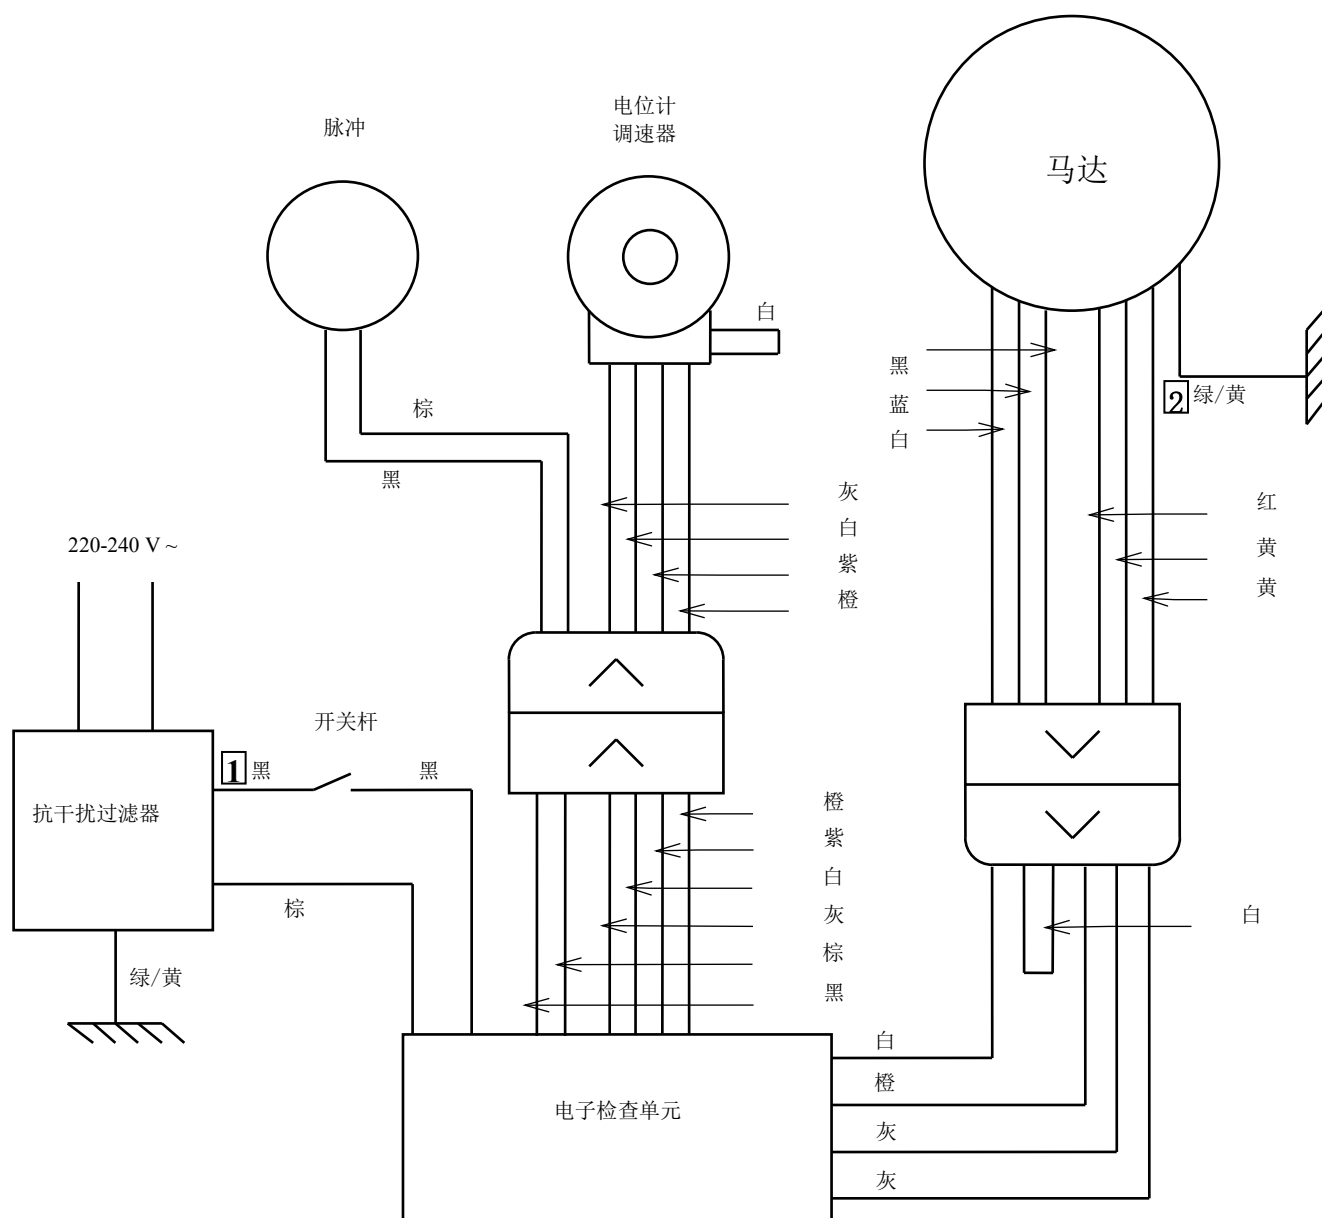 脉冲
电位计
调速器
马达
白
黑
蓝
白
2 绿/黄
棕
黑
灰
白
紫
橙
红
黄
黄
220-240 V ~
开关杆
1 黑
黑
抗干扰过滤器
棕
绿/黄
橙
紫
白
灰
棕
黑
白
电子检查单元
白
橙
灰
灰